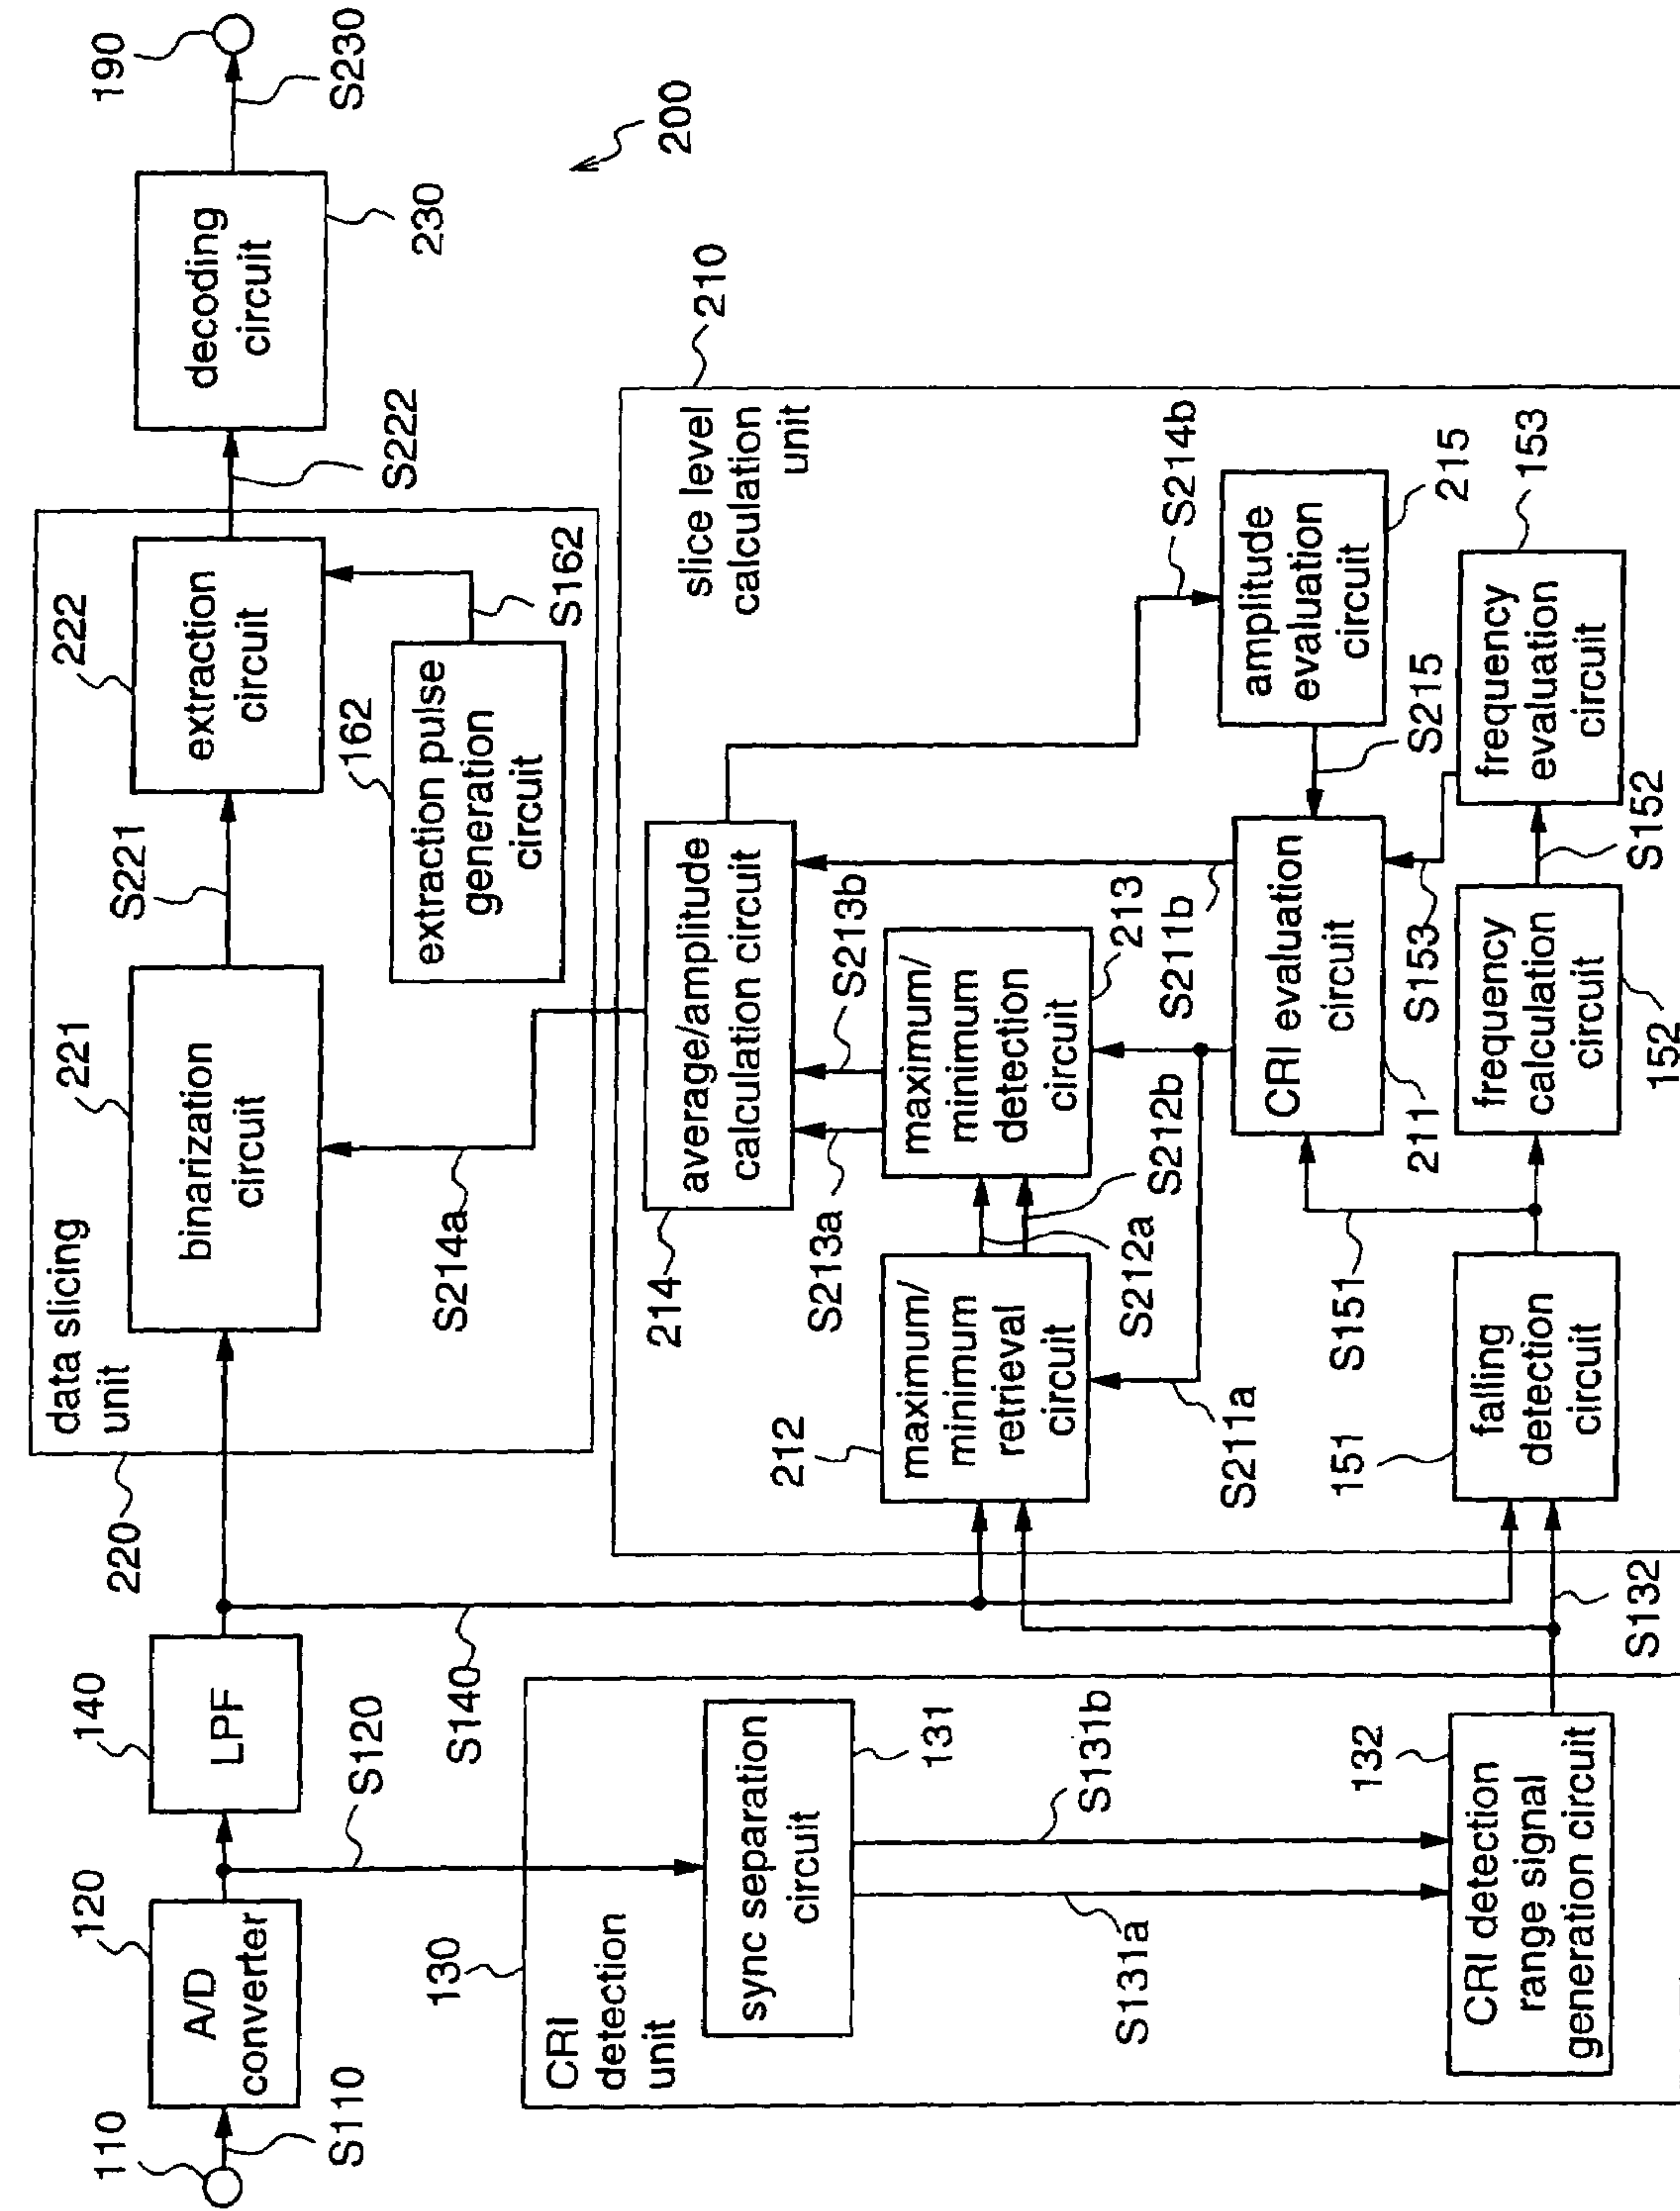 110
S110
120
A/D
converter
S120
140
LPF
S140
220
data slicing
unit
221
binarization
circuit
S221
222
extraction
circuit
162
extraction pulse
generation
circuit
S162
S222
decoding
circuit
230
190
S230
200
S214a
130
CRI
detection
unit
sync separation
circuit
131
S131a
S131b
132
CRI detection
range signal
generation circuit
S132
210
slice level
calculation
unit
214
average/amplitude
calculation circuit
S213a
S213b
212
maximum/
minimum
retrieval
circuit
S212a
S212b
maximum/
minimum
detection
circuit
213
S211a
S211b
S214b
amplitude
evaluation
circuit
215
S215
CRI evaluation
circuit
211
S151
S153
151
falling
detection
circuit
frequency
calculation
circuit
152
S152
frequency
evaluation
circuit
153